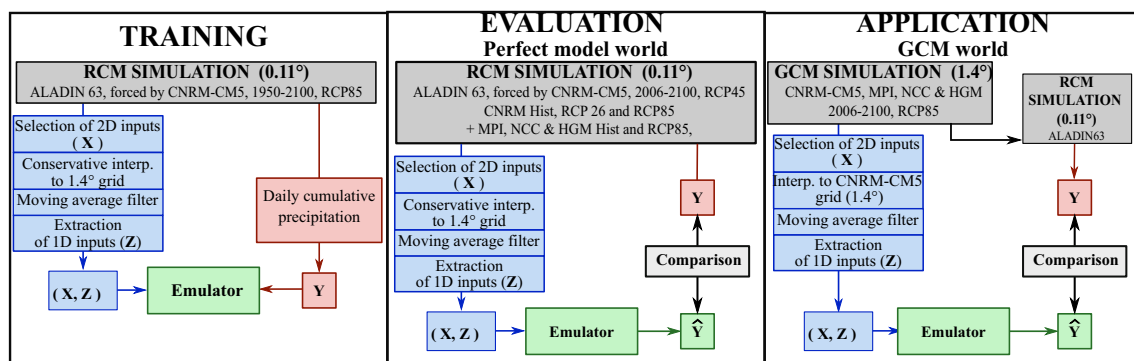 TRAINING
RCM SIMULATION (0.11°)
ALADIN 63, forced by CNRM-CM5, 1950-2100, RCP85
Selection of 2D inputs
(X)
Conservative interp.
to 1.4° grid
Moving average filter
Extraction
of 1D inputs (Z)
Daily cumulative
precipitation
(X, Z)
Emulator
Y
EVALUATION
Perfect model world
RCM SIMULATION (0.11°)
ALADIN 63, forced by CNRM-CM5, 2006-2100, RCP45
CNRM Hist, RCP 26 and RCP85
+ MPI, NCC & HGM Hist and RCP85,
Selection of 2D inputs
(X)
Conservative interp.
to 1.4° grid
Moving average filter
Extraction
of 1D inputs (Z)
Y
Comparison
(X, Z)
Emulator
Ŷ
APPLICATION
GCM world
GCM SIMULATION (1.4°)
CNRM-CM5, MPI, NCC & HGM
2006-2100, RCP85
RCM
SIMULATION
(0.11°)
ALADIN63
Selection of 2D inputs
(X)
Interp. to CNRM-CM5
grid (1.4°)
Moving average filter
Extraction
of 1D inputs (Z)
Y
Comparison
(X, Z)
Emulator
Ŷ